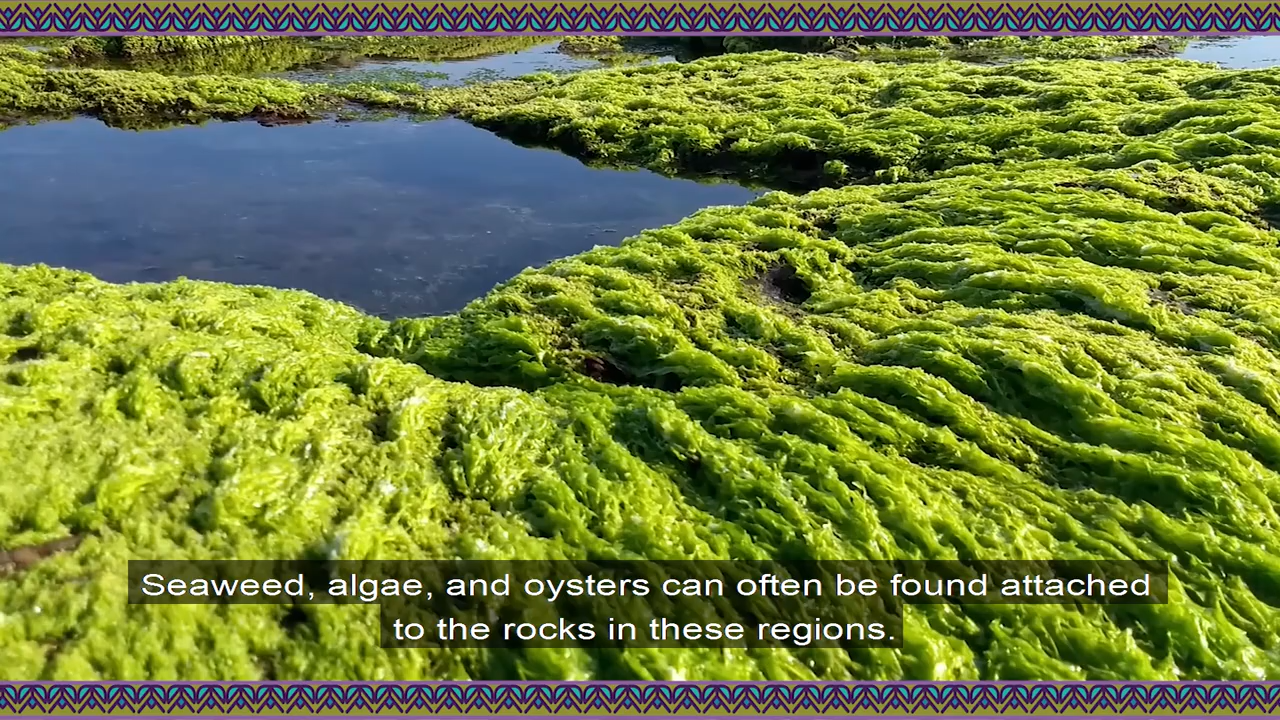 Seaweed, algae, and oysters can often be found attached
to the rocks in these regions.